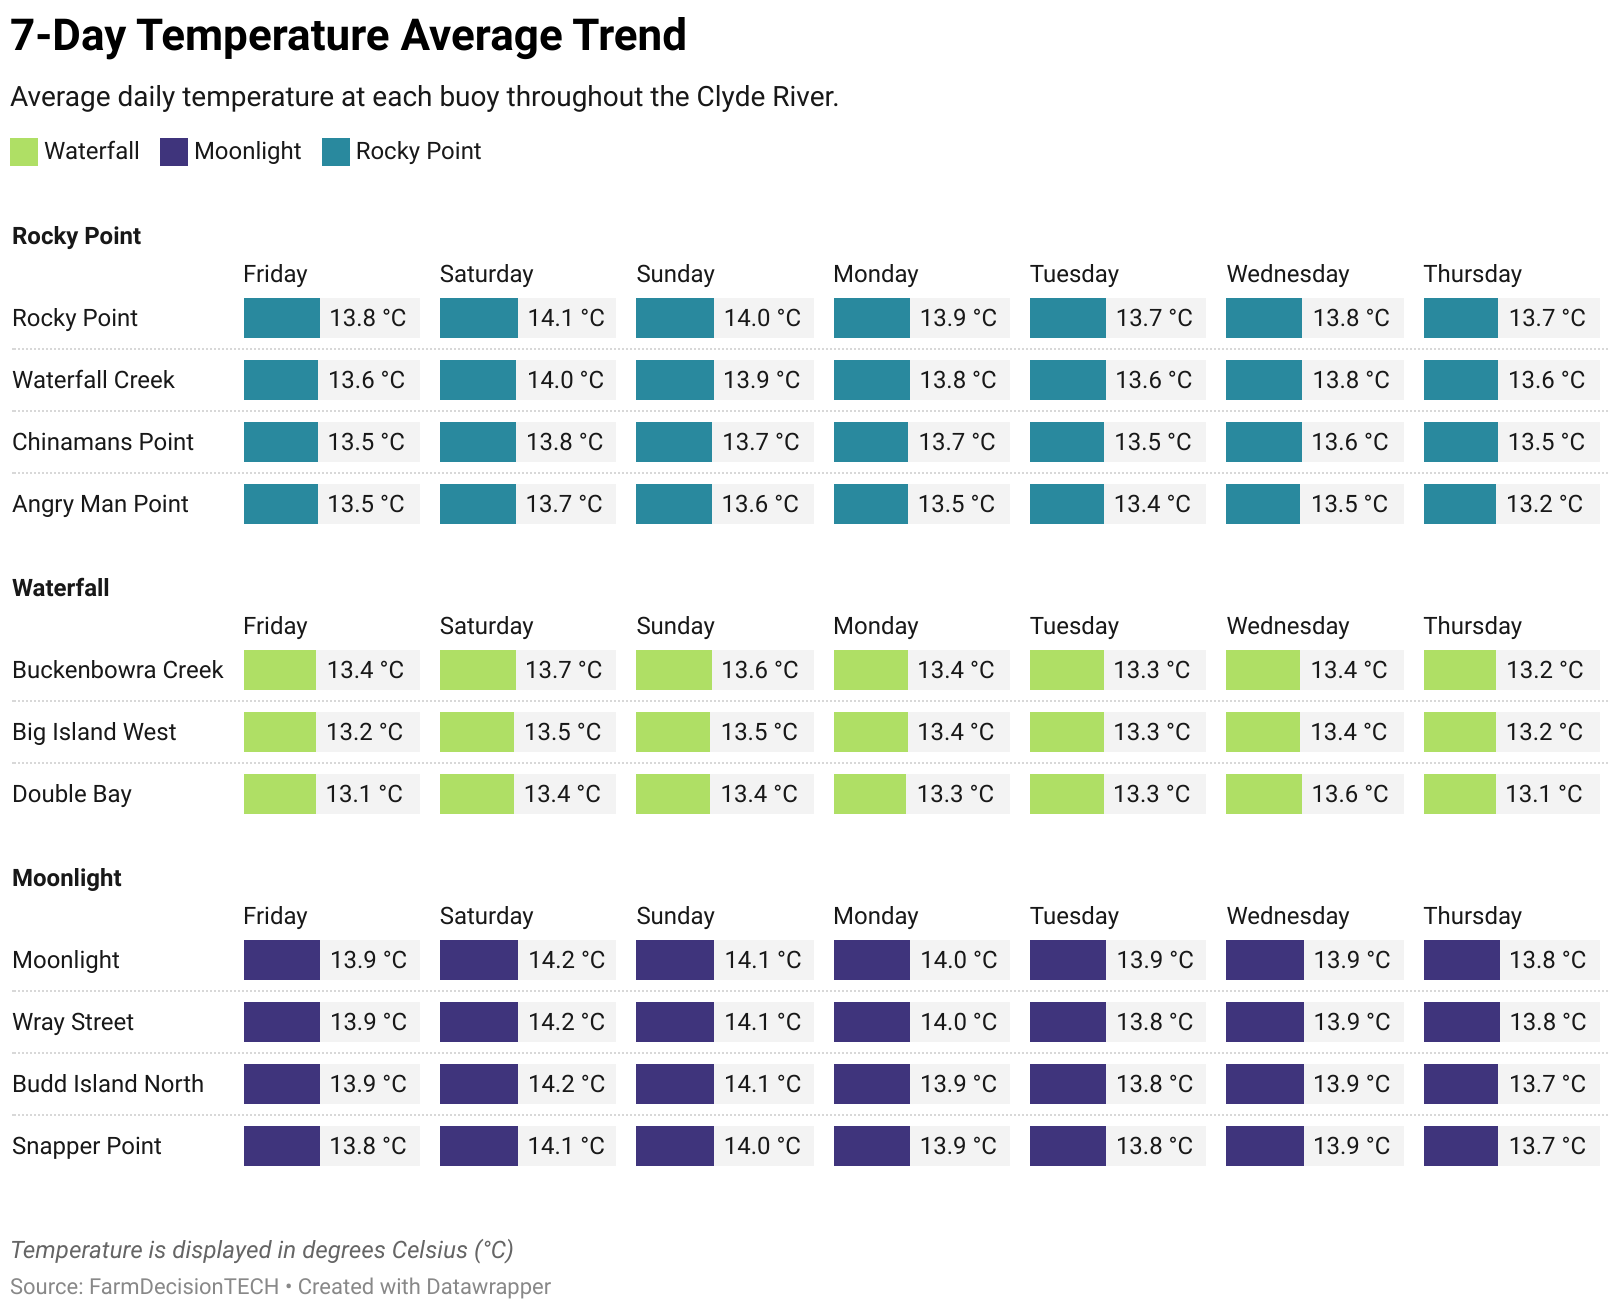 7-Day Temperature Average Trend
Average daily temperature at each buoy throughout the Clyde River.
Waterfall Moonlight Rocky Point
Rocky Point
Friday Saturday Sunday Monday Tuesday Wednesday Thursday
Rocky Point 13.8 °C 14.1 °C 14.0 °C 13.9 °C 13.7 °C 13.8 °C 13.7 °C
Waterfall Creek 13.6 °C 14.0 °C 13.9 °C 13.8 °C 13.6 °C 13.8 °C 13.6 °C
Chinamans Point 13.5 °C 13.8 °C 13.7 °C 13.7 °C 13.5 °C 13.6 °C 13.5 °C
Angry Man Point 13.5 °C 13.7 °C 13.6 °C 13.5 °C 13.4 °C 13.5 °C 13.2 °C
Waterfall
Friday Saturday Sunday Monday Tuesday Wednesday Thursday
Buckenbowra Creek 13.4 °C 13.7 °C 13.6 °C 13.4 °C 13.3 °C 13.4 °C 13.2 °C
Big Island West 13.2 °C 13.5 °C 13.5 °C 13.4 °C 13.3 °C 13.4 °C 13.2 °C
Double Bay 13.1 °C 13.4 °C 13.4 °C 13.3 °C 13.3 °C 13.6 °C 13.1 °C
Moonlight
Friday Saturday Sunday Monday Tuesday Wednesday Thursday
Moonlight 13.9 °C 14.2 °C 14.1 °C 14.0 °C 13.9 °C 13.9 °C 13.8 °C
Wray Street 13.9 °C 14.2 °C 14.1 °C 14.0 °C 13.8 °C 13.9 °C 13.8 °C
Budd Island North 13.9 °C 14.2 °C 14.1 °C 13.9 °C 13.8 °C 13.9 °C 13.7 °C
Snapper Point 13.8 °C 14.1 °C 14.0 °C 13.9 °C 13.8 °C 13.9 °C 13.7 °C
Temperature is displayed in degrees Celsius (°C)
Source: FarmDecisionTECH • Created with Datawrapper